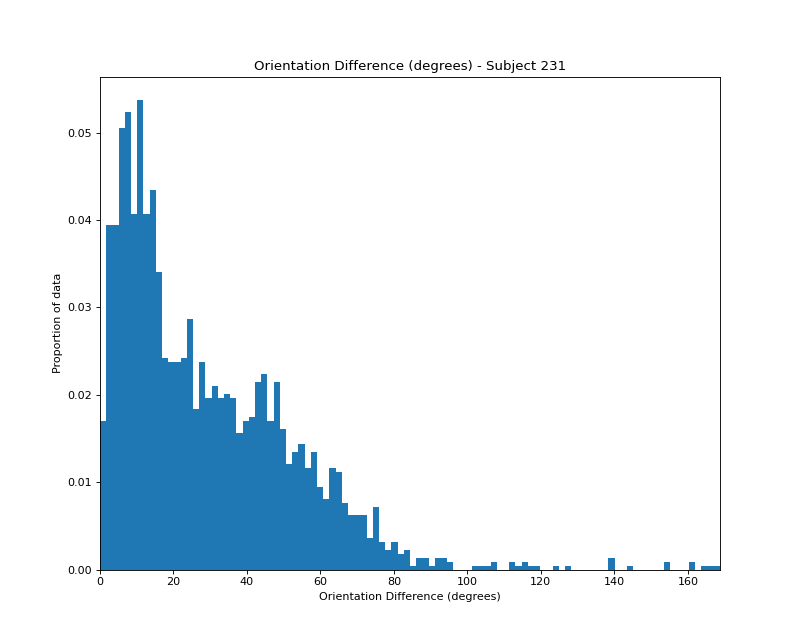 Orientation Difference (degrees) - Subject 231
Proportion of data
0.05
0.04
0.03
0.02
0.01
0.00
0 20 40 60 80 100 120 140 160
Orientation Difference (degrees)